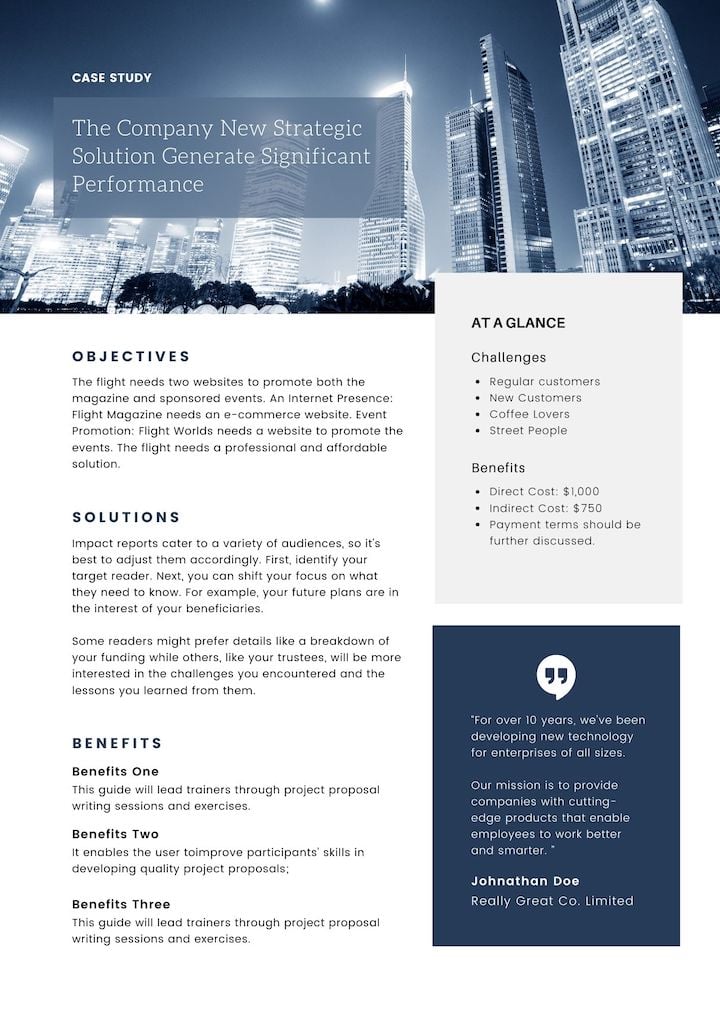 CASE STUDY
The Company New Strategic
Solution Generate Significant
Performance
OBJECTIVES
The flight needs two websites to promote both the
magazine and sponsored events. An Internet Presence:
Flight Magazine needs an e-commerce website. Event
Promotion: Flight Worlds needs a website to promote the
events. The flight needs a professional and affordable
solution.
SOLUTIONS
Impact reports cater to a variety of audiences, so it's
best to adjust them accordingly. First, identify your
target reader. Next, you can shift your focus on what
they need to know. For example, your future plans are in
the interest of your beneficiaries.
Some readers might prefer details like a breakdown of
your funding while others, like your trustees, will be more
interested in the challenges you encountered and the
lessons you learned from them.
BENEFITS
Benefits One
This guide will lead trainers through project proposal
writing sessions and exercises.
Benefits Two
It enables the user toimprove participants' skills in
developing quality project proposals;
Benefits Three
This guide will lead trainers through project proposal
writing sessions and exercises.
AT A GLANCE
Challenges
• Regular customers
• New Customers
• Coffee Lovers
• Street People
Benefits
• Direct Cost: $1,000
• Indirect Cost: $750
• Payment terms should be
further discussed.
"For over 10 years, we've been
developing new technology
for enterprises of all sizes.
Our mission is to provide
companies with cutting-
edge products that enable
employees to work better
and smarter. "
Johnathan Doe
Really Great Co. Limited